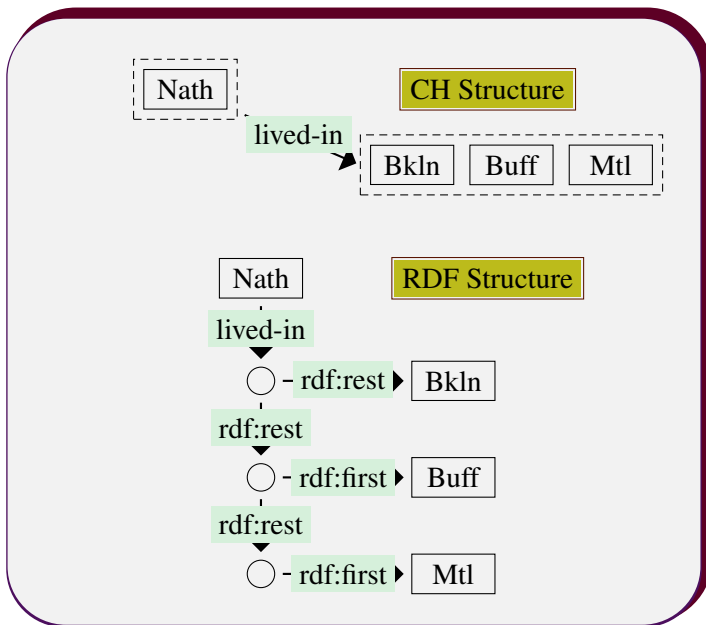 Nath
CH Structure
lived-in
Bkln Buff Mtl
Nath
RDF Structure
lived-in
rdf:rest Bkln
rdf:rest
rdf:first Buff
rdf:rest
rdf:first Mtl